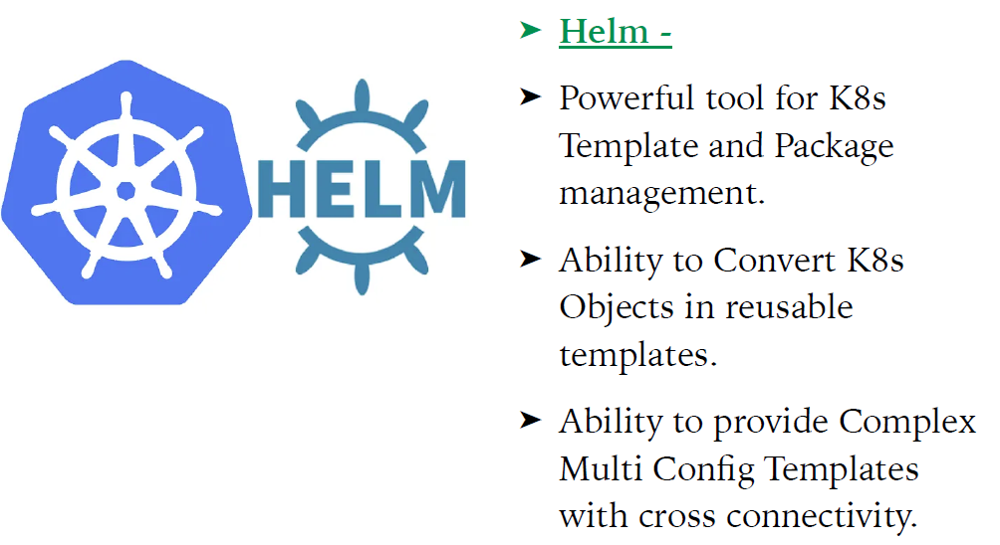 HELM
Helm -
Powerful tool for K8s
Template and Package
management.
Ability to Convert K8s
Objects in reusable
templates.
Ability to provide Complex
Multi Config Templates
with cross connectivity.